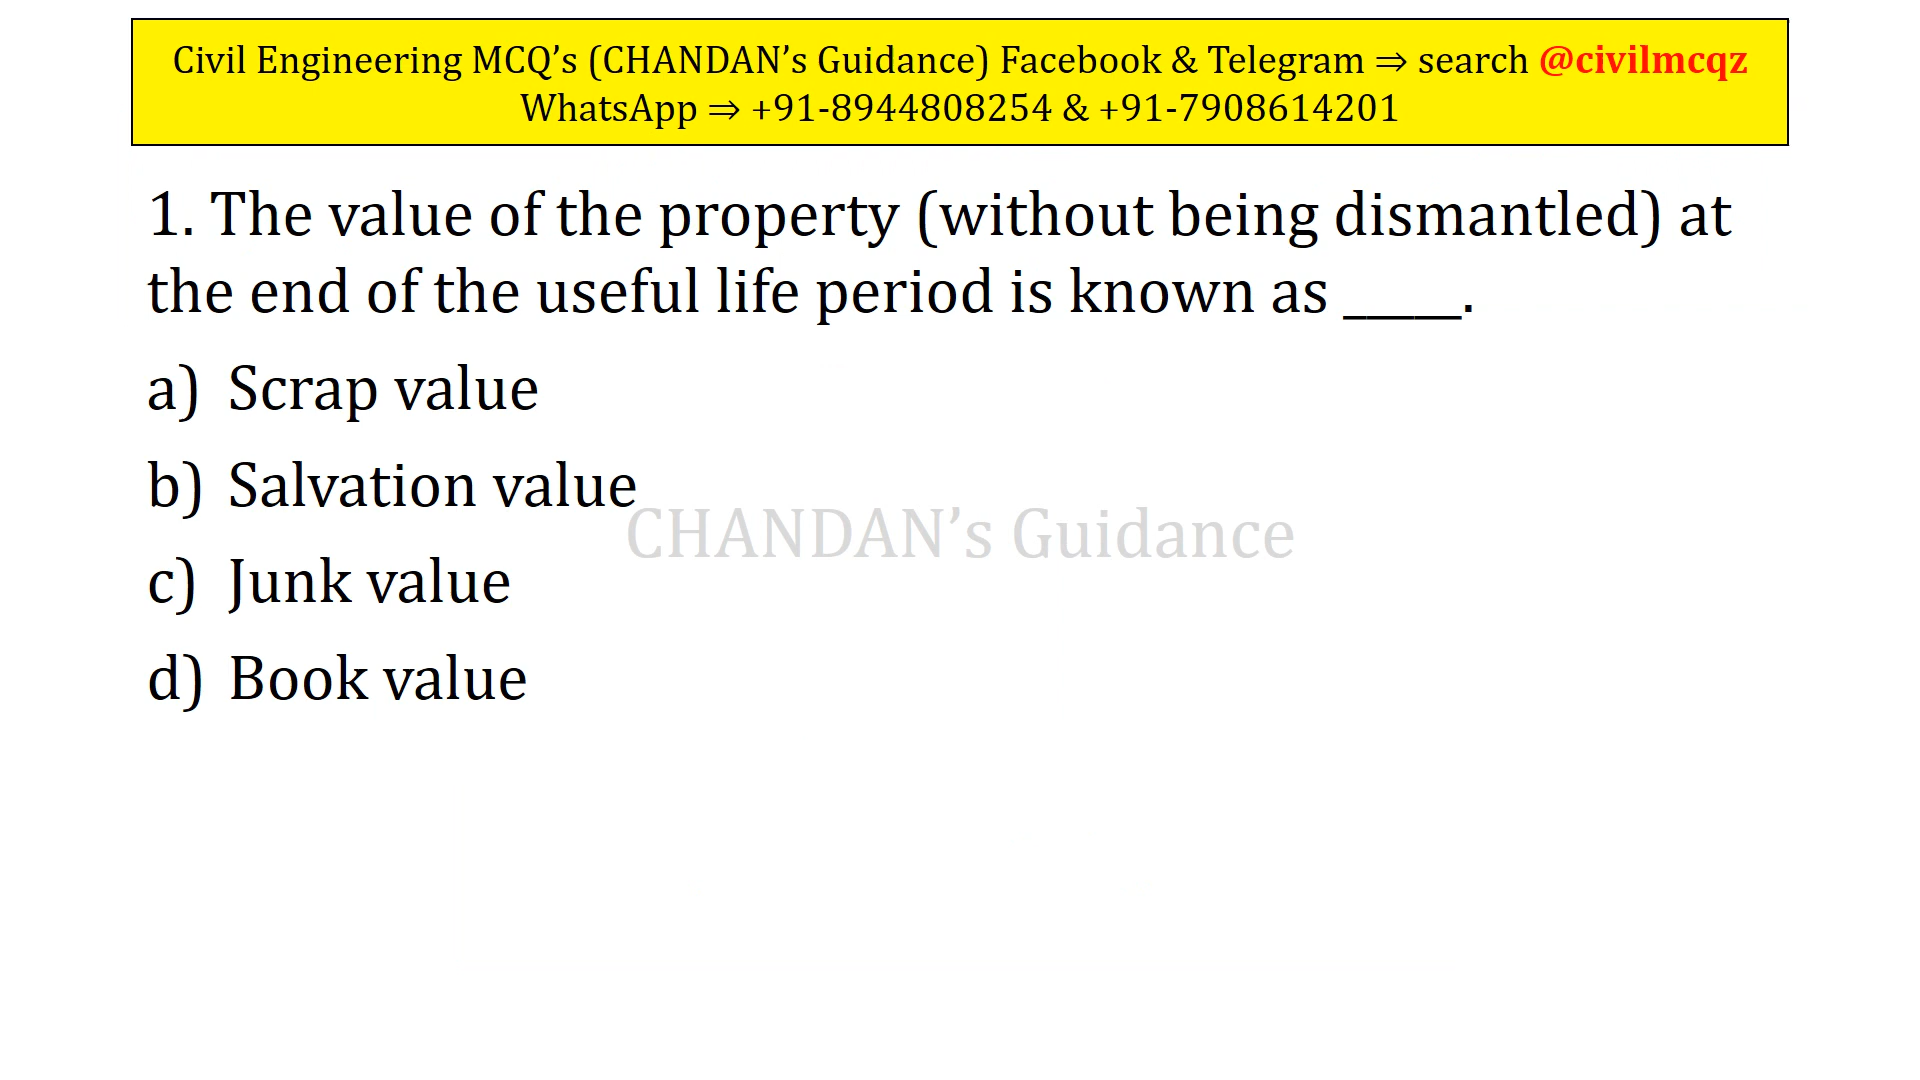 Civil Engineering MCQ’s (CHANDAN’s Guidance) Facebook & Telegram ⇒ search @civilmcqz
WhatsApp ⇒ +91-8944808254 & +91-7908614201
1. The value of the property (without being dismantled) at
the end of the useful life period is known as _____.
a) Scrap value
b) Salvation value
CHANDAN’s Guidance
c) Junk value
d) Book value